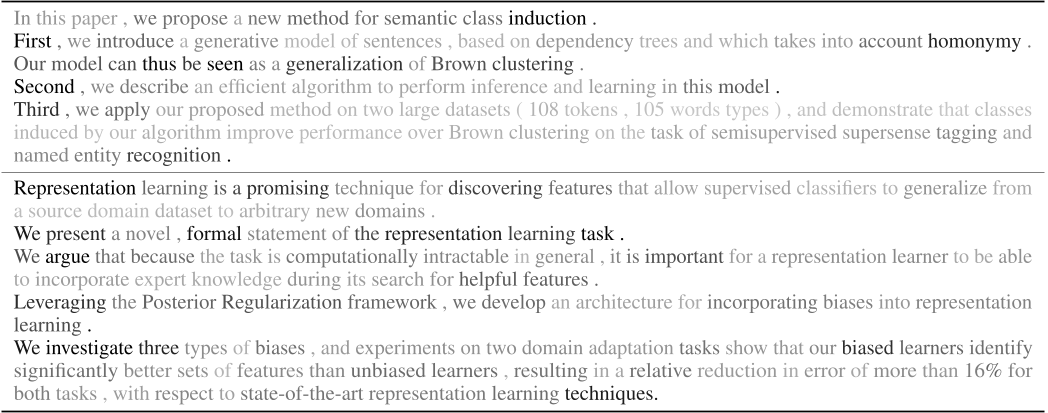 In this paper , we propose a new method for semantic class induction .
First , we introduce a generative model of sentences , based on dependency trees and which takes into account homonymy .
Our model can thus be seen as a generalization of Brown clustering .
Second , we describe an efficient algorithm to perform inference and learning in this model .
Third , we apply our proposed method on two large datasets ( 108 tokens , 105 words types ) , and demonstrate that classes
induced by our algorithm improve performance over Brown clustering on the task of semisupervised supersense tagging and
named entity recognition .
Representation learning is a promising technique for discovering features that allow supervised classifiers to generalize from
a source domain dataset to arbitrary new domains .
We present a novel , formal statement of the representation learning task .
We argue that because the task is computationally intractable in general , it is important for a representation learner to be able
to incorporate expert knowledge during its search for helpful features .
Leveraging the Posterior Regularization framework , we develop an architecture for incorporating biases into representation
learning .
We investigate three types of biases , and experiments on two domain adaptation tasks show that our biased learners identify
significantly better sets of features than unbiased learners , resulting in a relative reduction in error of more than 16% for
both tasks , with respect to state-of-the-art representation learning techniques.